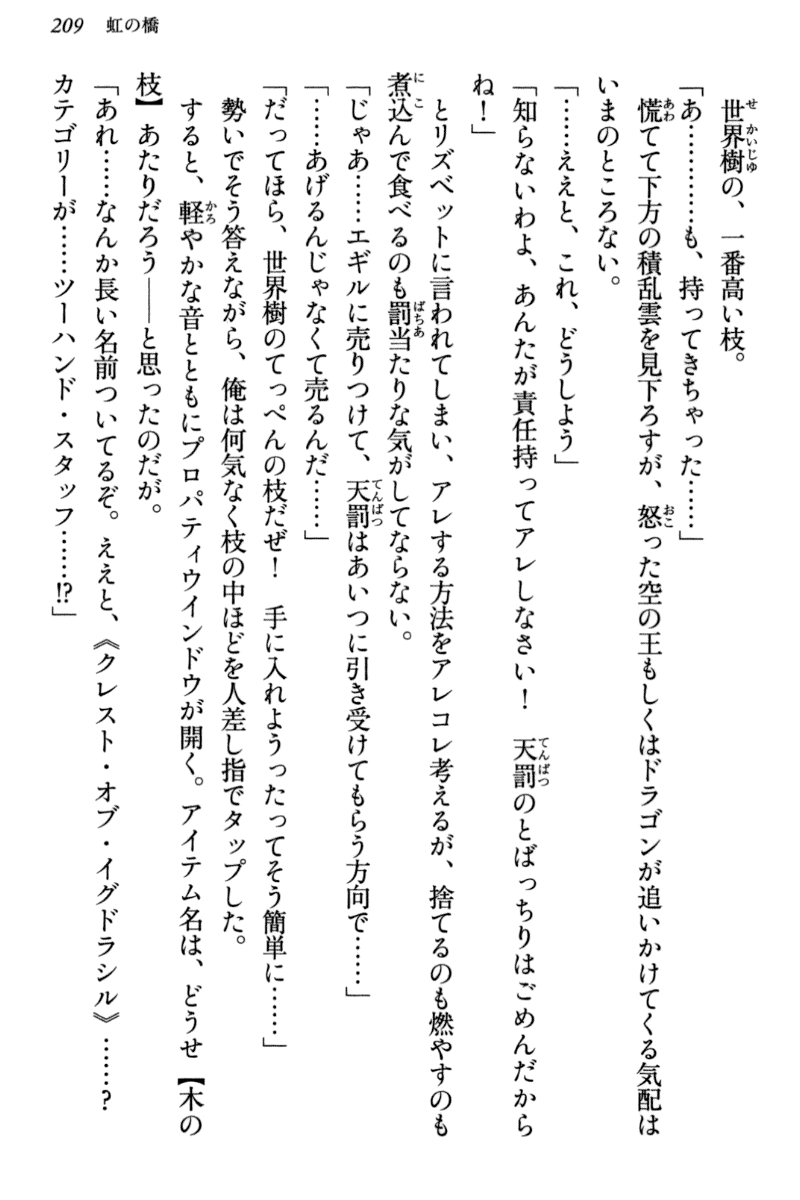 209 虹の橋
世界樹の、一番高い枝。
「あ…………も、持ってきちゃった……」
慌てて下方の積乱雲を見下ろすが、怒った空の王もしくはドラゴンが追いかけてくる気配は
いまのところない。
「……ええと、これ、どうしよう」
「知らないわよ、あんたが責任持ってアレしなさい！　天罰のとばっちりはごめんだから
ね！」
とリズベットに言われてしまい、アレする方法をアレコレ考えるが、捨てるのも燃やすのも
煮込んで食べるのも罰当たりな気がしてならない。
「じゃあ……エギルに売りつけて、天罰はあいつに引き受けてもらう方向で……」
「……あげるんじゃなくて売るんだ……」
「だってほら、世界樹のてっぺんの枝だぜ！　手に入れようったってそう簡単に……」
勢いでそう答えながら、俺は何気なく枝の中ほどを人差し指でタップした。
すると、軽やかな音とともにプロパティウインドウが開く。アイテム名は、どうせ【木の
枝】あたりだろう――と思ったのだが。
「あれ……なんか長い名前ついてるぞ。ええと、《クレスト・オブ・イグドラシル》……？
カテゴリーが……ツーハンド・スタッフ……!?」